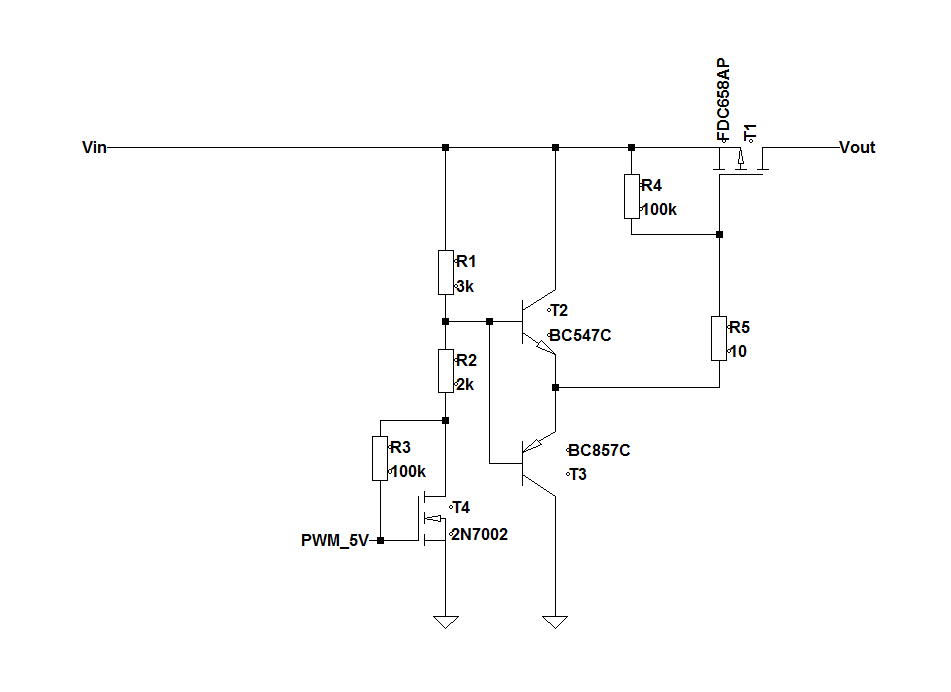 FDC658AP
T1
Vin
Vout
R4
100k
R1
3k
T2
BC547C
R5
10
R2
2k
R3
100k
BC857C
T3
T4
2N7002
PWM_5V